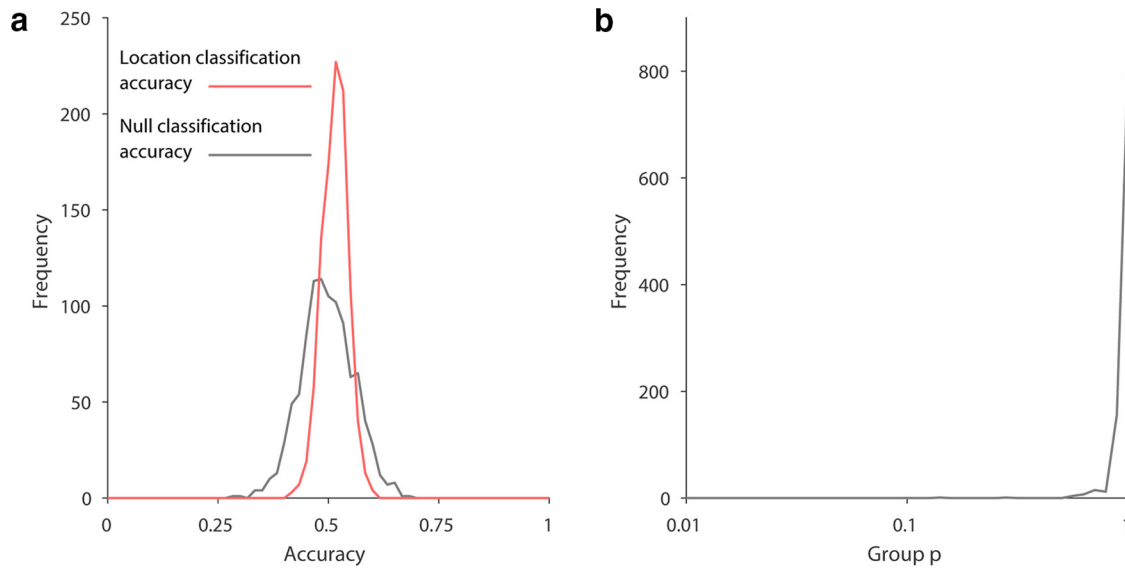 a
250
200
150
100
50
0
Frequency
Location classification
accuracy
Null classification
accuracy
0
0.25
0.5
0.75
1
Accuracy
b
800
600
400
200
0
Frequency
0.01
0.1
1
Group p